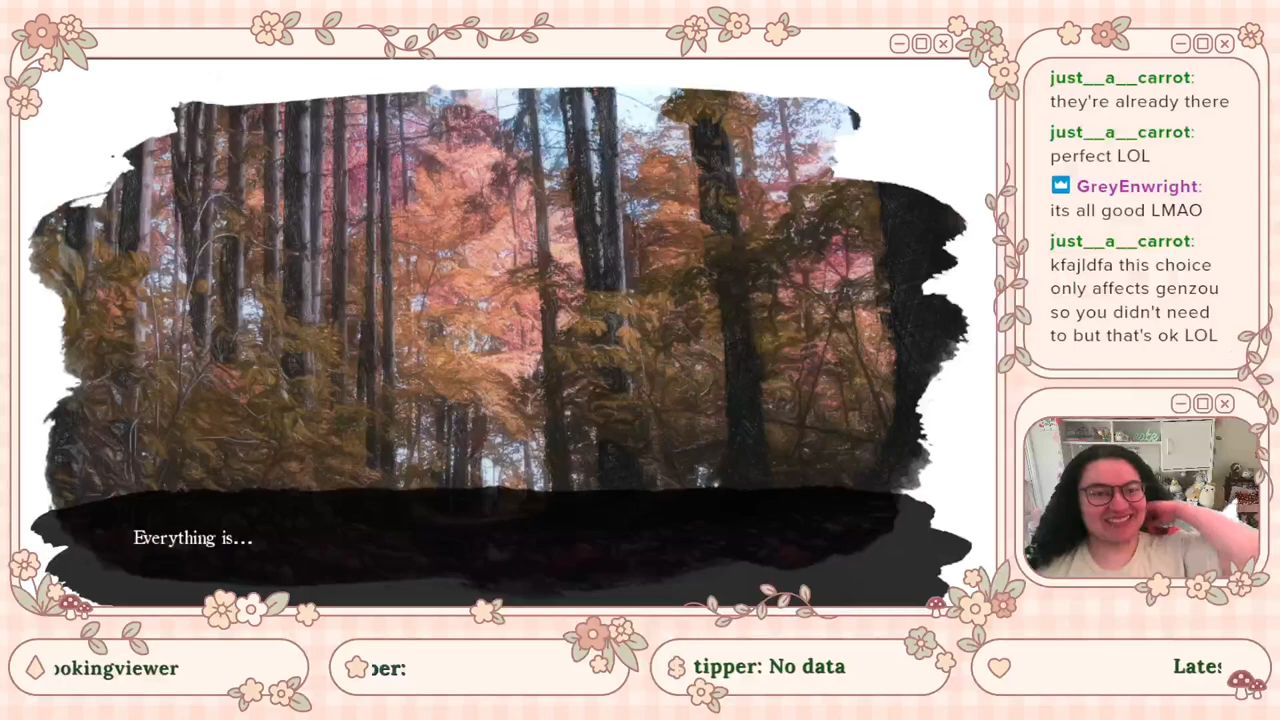 just__a__carrot:
they're already there
just__a__carrot:
perfect LOL
GreyEnwright:
its all good LMAO
just__a__carrot:
kfajldfa this choice
only affects genzou
so you didn't need
to but that's ok LOL
Everything is...
ookingviewer
per:
tipper: No data
Lates